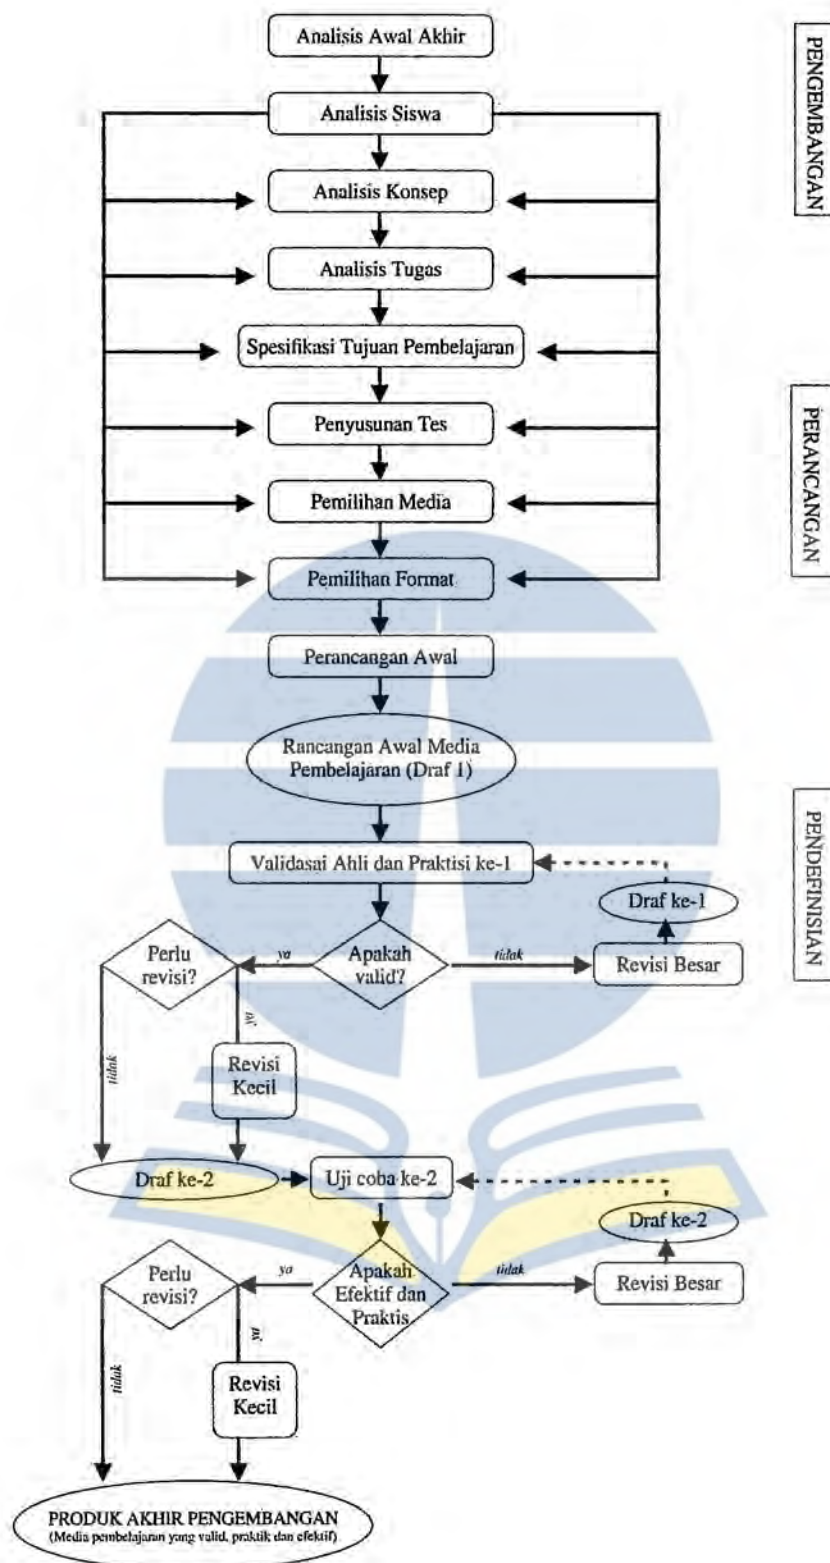 Analisis Awal Akhir
PENGEMBANGAN
Analisis Siswa
Analisis Konsep
Analisis Tugas
Spesifikasi Tujuan Pembelajaran
PERANCANGAN
Penyusunan Tes
Pemilihan Media
Pemilihan Format
Perancangan Awal
Rancangan Awal Media
Pembelajaran (Draf 1)
PENDEFINISIAN
Validasai Ahli dan Praktisi ke-1
Draf ke-1
Perlu
revisi?
ya
Apakah
valid?
tidak
Revisi Besar
ya
tidak
Revisi
Kecil
Draf ke-2
Uji coba ke-2
Draf ke-2
Perlu
revisi?
ya
Apakah
Efektif dan
Praktis
tidak
Revisi Besar
ya
tidak
Revisi
Kecil
PRODUK AKHIR PENGEMBANGAN
(Media pembelajaran yang valid, praktik dan efektif)